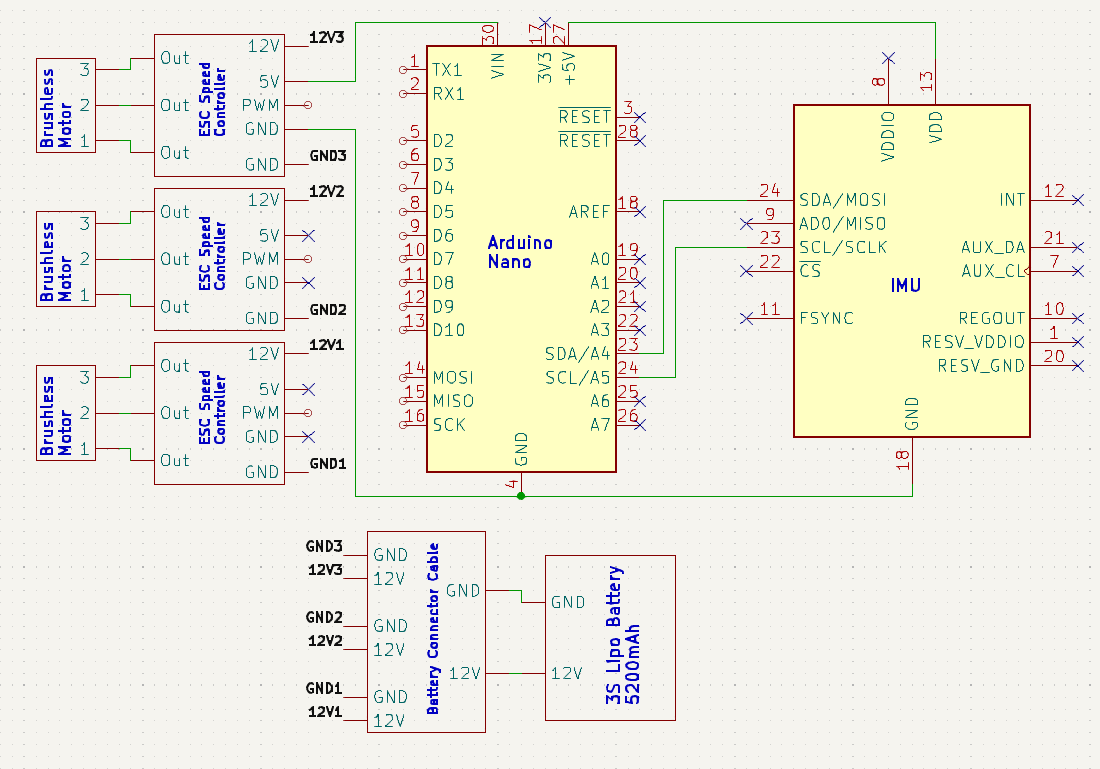 12V3
12V
Out
5V
PWM
Out
GND
GND
Out
GND3
ESC Speed
Controller
3
2
1
Brushless
Motor
12V2
12V
Out
5V
PWM
Out
GND
GND
Out
GND2
ESC Speed
Controller
3
2
1
Brushless
Motor
12V1
12V
Out
5V
PWM
Out
GND
GND
Out
GND1
ESC Speed
Controller
3
2
1
Brushless
Motor
30
VIN
17
3V3
27
+5V
1 TX1
2 RX1
5 D2
6 D3
7 D4
8 D5
9 D6
10 D7
11 D8
12 D9
13 D10
14 MOSI
15 MISO
16 SCK
Arduino
Nano
RESET 3
RESET 28
AREF 18
A0 19
A1 20
A2 21
A3 22
SDA/A4 23
SCL/A5 24
A6 25
A7 26
GND
4
8
VDDIO
13
VDD
24 SDA/MOSI
9 AD0/MISO
23 SCL/SCLK
22 CS
11 FSYNC
IMU
INT 12
AUX_DA 21
AUX_CL 7
REGOUT 10
RESV_VDDIO 1
RESV_GND 20
GND
18
GND3 GND
12V3 12V
GND2 GND
12V2 12V
GND1 GND
12V1 12V
Battery Connector Cable
GND
12V
GND
12V
3S Lipo Battery
5200mAh